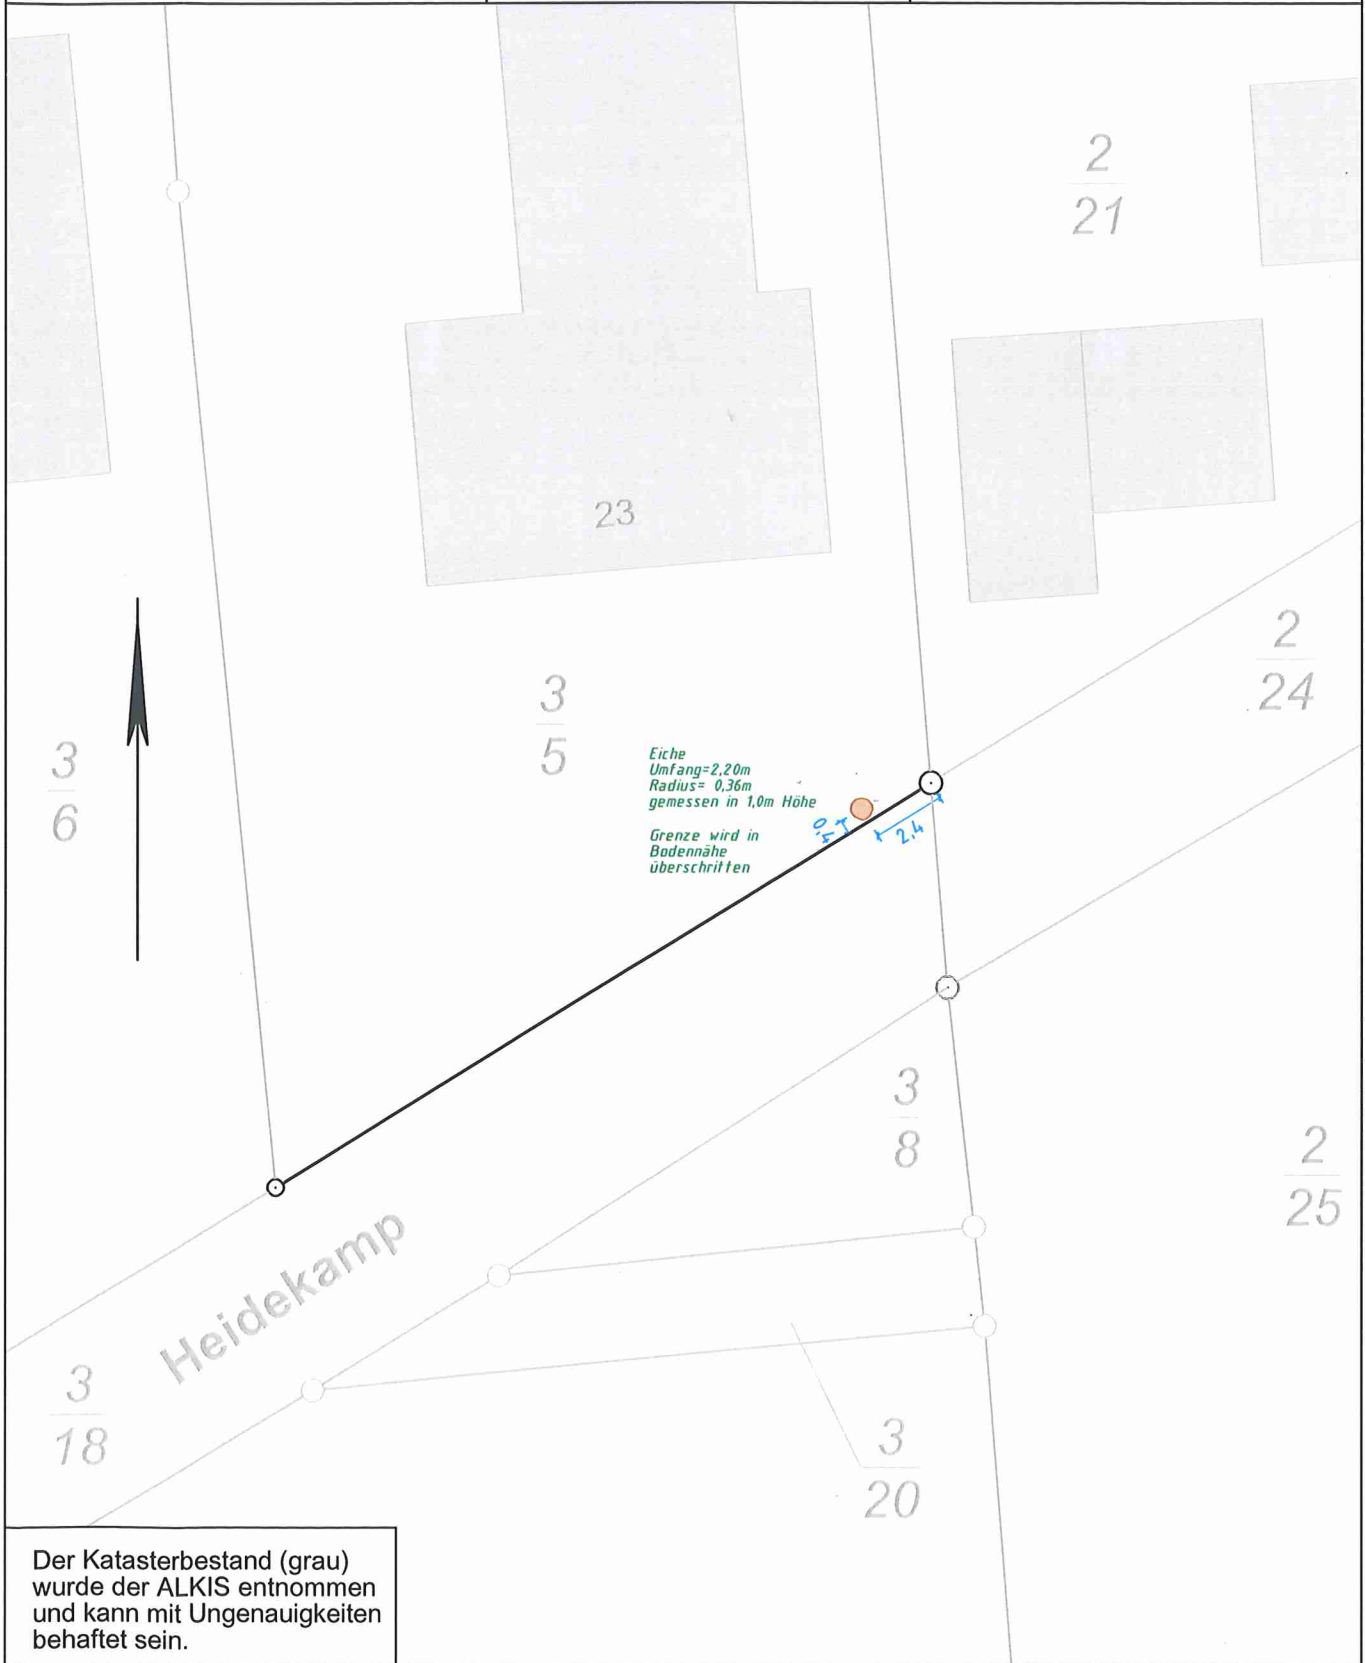 2
21
23
2
24
3
5
3
6
Eiche
Umfang=2,20m
Radius= 0,36m
gemessen in 1,0m Höhe
Grenze wird in
Bodennähe
überschritten
0.4
2.4
3
8
2
25
Heidekamp
3
18
3
20
Der Katasterbestand (grau)
wurde der ALKIS entnommen
und kann mit Ungenauigkeiten
behaftet sein.